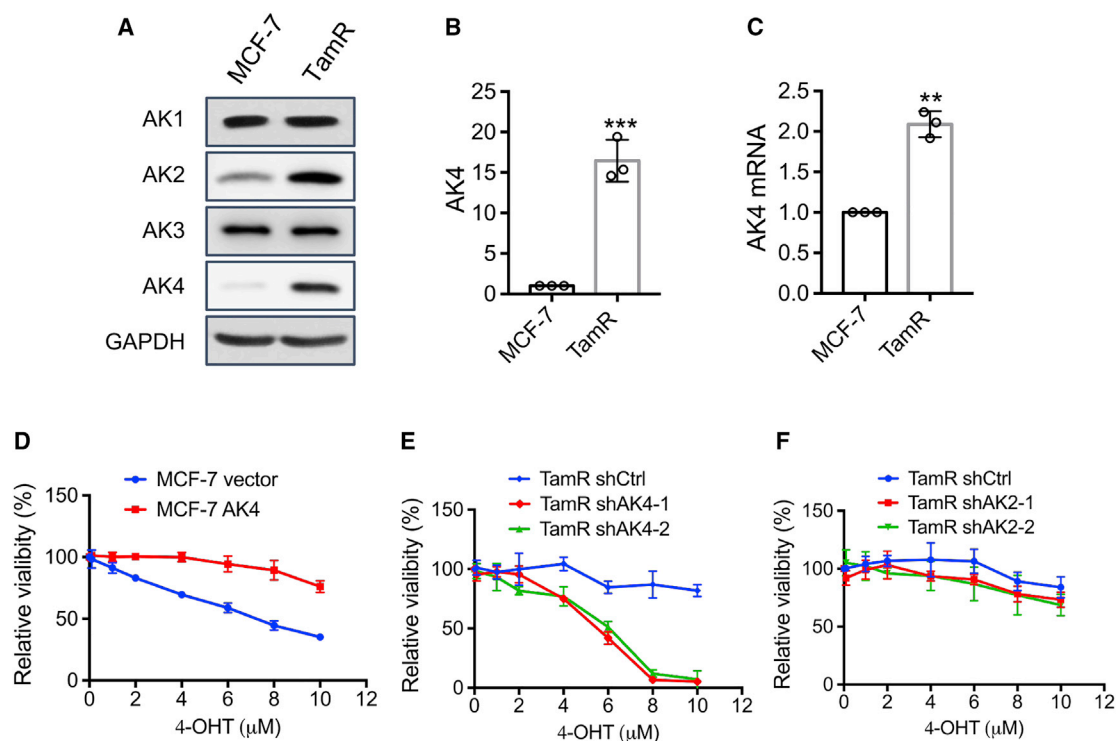 A
MCF-7
TamR
AK1
AK2
AK3
AK4
GAPDH
B
AK4
25
20
15
10
5
0
***
MCF-7
TamR
C
AK4 mRNA
2.5
2.0
1.5
1.0
0.5
0.0
**
MCF-7
TamR
D
MCF-7 vector
MCF-7 AK4
Relative vialibity (%)
150
100
50
0
0 2 4 6 8 10 12
4-OHT (μM)
E
TamR shCtrl
TamR shAK4-1
TamR shAK4-2
Relative vialibity (%)
150
100
50
0
0 2 4 6 8 10 12
4-OHT (μM)
F
TamR shCtrl
TamR shAK2-1
TamR shAK2-2
Relative vialibity (%)
150
100
50
0
0 2 4 6 8 10 12
4-OHT (μM)